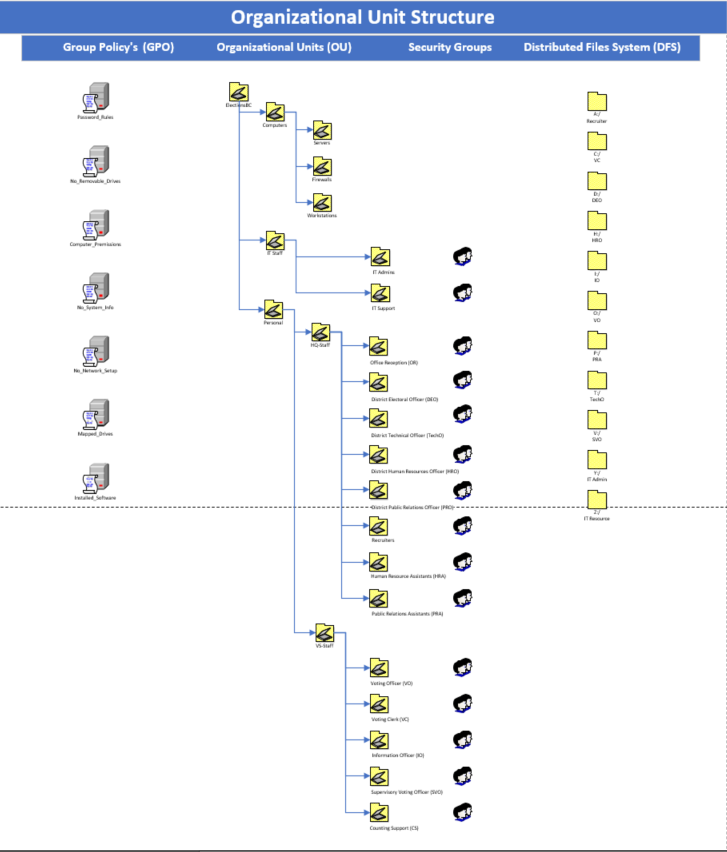 Organizational Unit Structure
Group Policy's (GPO)
Organizational Units (OU)
Security Groups
Distributed Files System (DFS)
Password_Rules
No_Removable_Drives
Computer_Premissions
No_System_Info
No_Network_Setup
Mapped_Drives
Installed_Software
ElectionsBC
Computers
Servers
Firewalls
Workstations
IT Staff
IT Admins
IT Support
Personal
HQ-Staff
Office Reception (OR)
District Electoral Officer (DEO)
District Technical Officer (TechO)
District Human Resources Officer (HRO)
District Public Relations Officer (PRO)
Recruiters
Human Resource Assistants (HRA)
Public Relations Assistants (PRA)
VS-Staff
Voting Officer (VO)
Voting Clerk (VC)
Information Officer (IO)
Supervisory Voting Officer (SVO)
Counting Support (CS)
A:/
Recruiter
C:/
VC
D:/
DEO
H:/
HRO
I:/
IO
O:/
VO
P:/
PRA
T:/
TechO
V:/
SVO
Y:/
IT Admin
Z:/
IT Resource